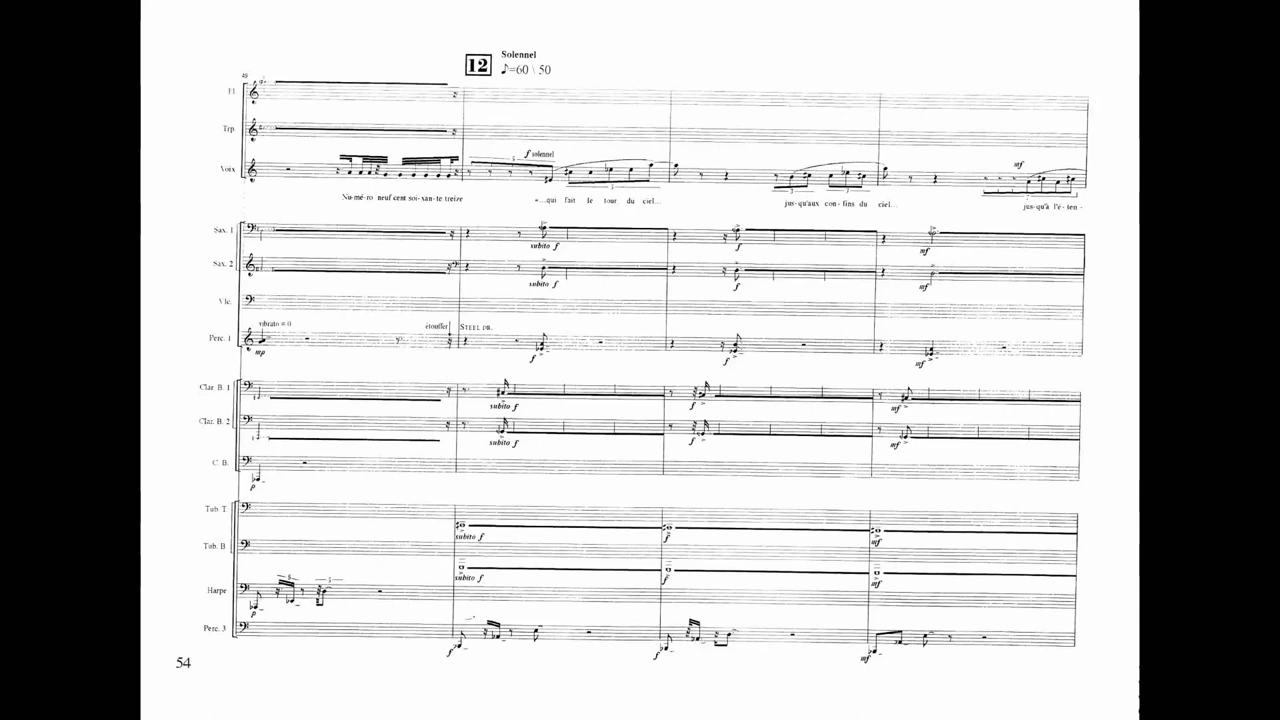 Solennel
12 ♪=60 \ 50
49
Fl
Trp.
f solennel
mf
Voix
5
Nu-mé-ro neuf cent soi-xan-te treize «...qui fait le tour du ciel... jus-qu'aux con-fins du ciel... jus-qu'à l'é-ten-
Sax. 1
subito f f mf
Sax. 2
subito f f mf
Vlc.
vibrato = 0 étouffer STEEL DR.
Perc. 1
mp f f mf
Clar. B. 1
subito f f mf
Clar. B. 2
subito f f mf
C. B.
p
Tub T.
subito f f mf
Tub. B
subito f f mf
Harpe
p
Perc. 3
f f mf
54